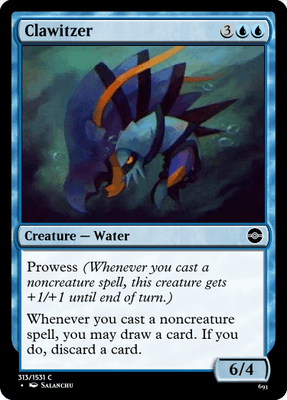 Clawitzer 3
Creature — Water
Prowess (Whenever you cast a
noncreature spell, this creature gets
+1/+1 until end of turn.)
Whenever you cast a noncreature
spell, you may draw a card. If you
do, discard a card.
6/4
313/1531 C
• Salanchu
693